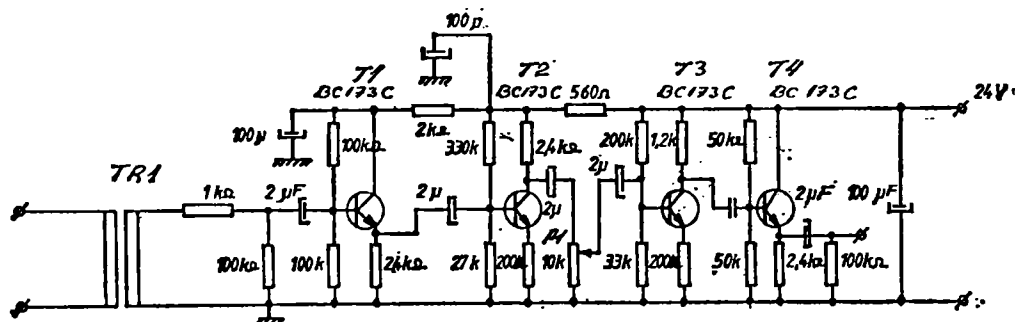 100μ
T1
BC173C
T2
BC173C
560Ω
T3
BC173C
T4
BC173C
24V=
100μ
100kΩ
2kΩ
330k
2,4kΩ
200k
1,2k
50kΩ
TR1
1kΩ
2μF
2μ
2μ
2μ
2μF
100μF
P1
100kΩ
100k
2,4kΩ
27k
200Ω
10k
33k
200Ω
50k
2,4kΩ
100kΩ